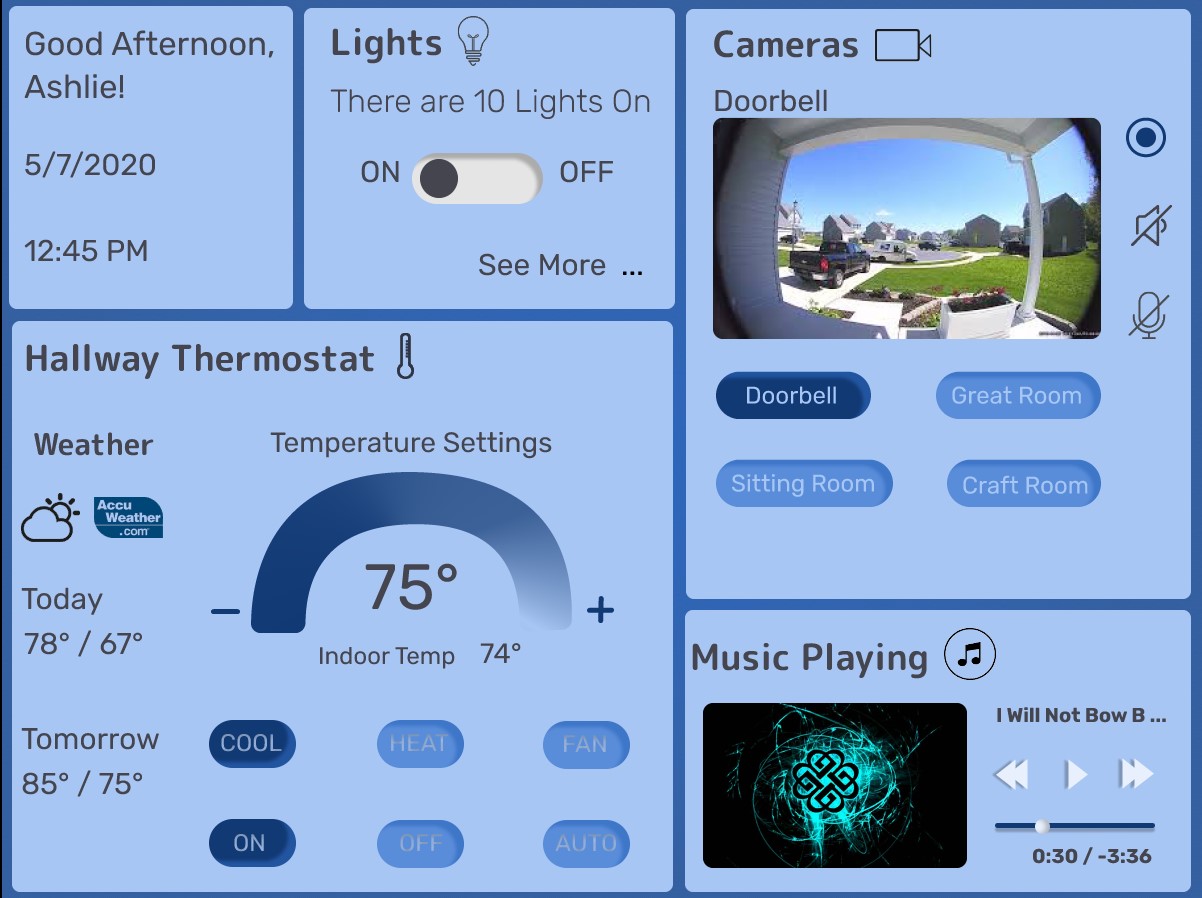 Good Afternoon,
Ashlie!
5/7/2020
12:45 PM
Lights
There are 10 Lights On
ON OFF
See More ...
Cameras
Doorbell
Doorbell Great Room
Sitting Room Craft Room
Hallway Thermostat
Weather
Accu
Weather
.com
Today
78° / 67°
Tomorrow
85° / 75°
Temperature Settings
– 75° +
Indoor Temp 74°
COOL HEAT FAN
ON OFF AUTO
Music Playing
I Will Not Bow B ...
0:30 / -3:36